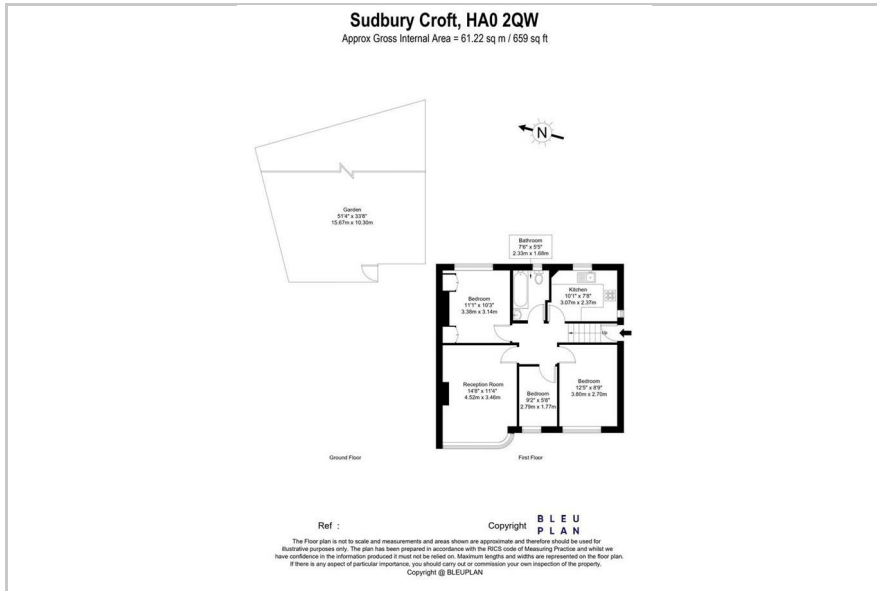 Sudbury Croft, HA0 2QW
Approx Gross Internal Area = 61.22 sq m / 659 sq ft
N
Garden
51'4" x 33'8"
15.67m x 10.30m
Bathroom
7'6" x 5'5"
2.33m x 1.68m
Kitchen
10'1" x 7'8"
3.07m x 2.37m
Bedroom
11'1" x 10'3"
3.38m x 3.14m
Up
Reception Room
14'8" x 11'4"
4.52m x 3.46m
Bedroom
9'2" x 5'8"
2.79m x 1.77m
Bedroom
12'5" x 8'9"
3.80m x 2.70m
Ground Floor
First Floor
Ref :
Copyright
BLEU
PLAN
The Floor plan is not to scale and measurements and areas shown are approximate and therefore should be used for
illustrative purposes only. The plan has been prepared in accordance with the RICS code of Measuring Practice and whilst we
have confidence in the information produced it must not be relied on. Maximum lengths and widths are represented on the floor plan.
If there is any aspect of particular importance, you should carry out or commission your own inspection of the property.
Copyright @ BLEUPLAN